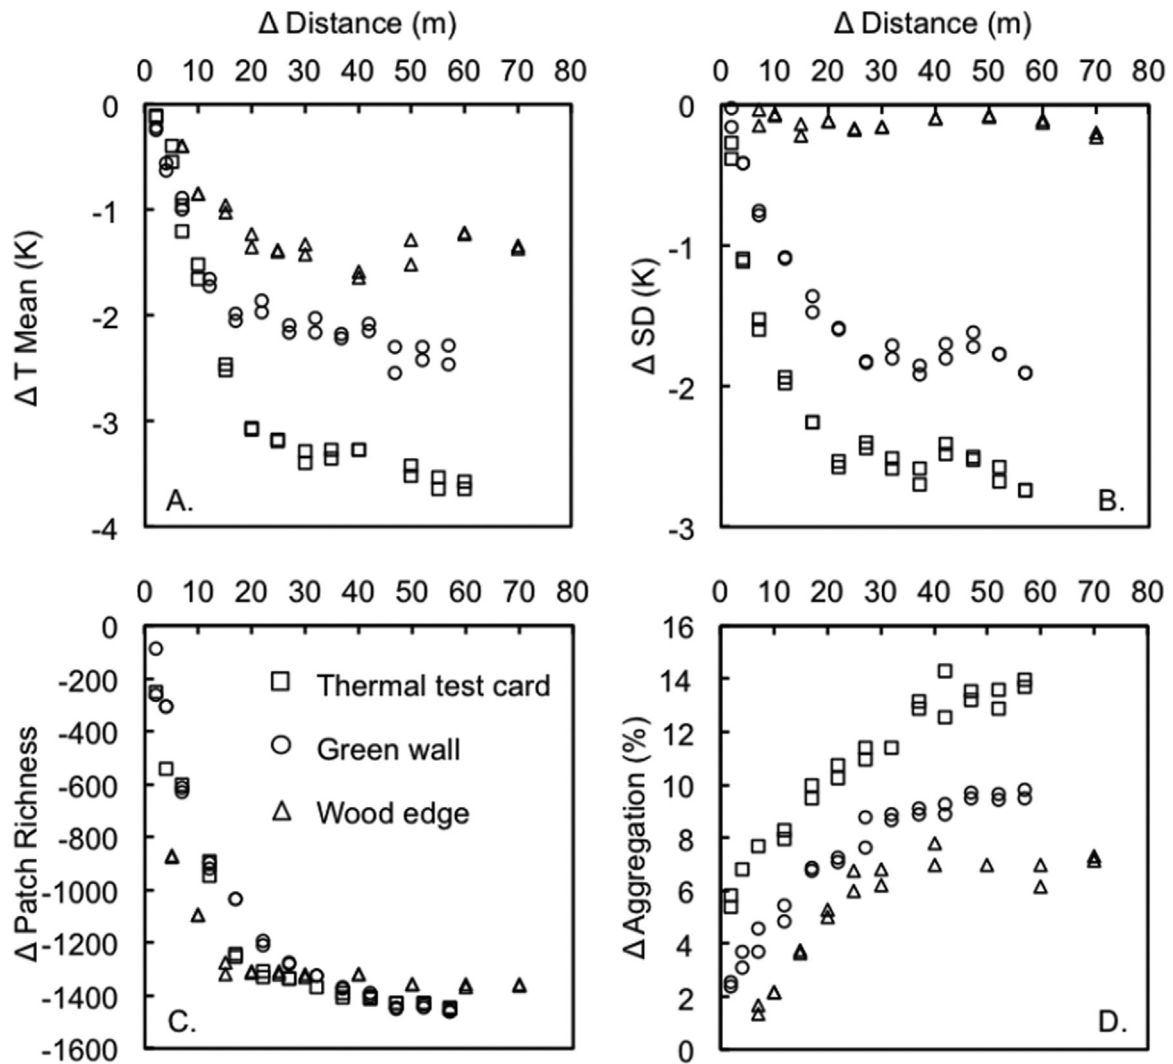 Δ Distance (m)
Δ Distance (m)
0 10 20 30 40 50 60 70 80
0 10 20 30 40 50 60 70 80
0
-1
-2
-3
-4
Δ T Mean (K)
A.
0
-1
-2
-3
Δ SD (K)
B.
0 10 20 30 40 50 60 70 80
0 10 20 30 40 50 60 70 80
0
-200
-400
-600
-800
-1000
-1200
-1400
-1600
Δ Patch Richness
Thermal test card
Green wall
Wood edge
C.
16
14
12
10
8
6
4
2
0
Δ Aggregation (%)
D.